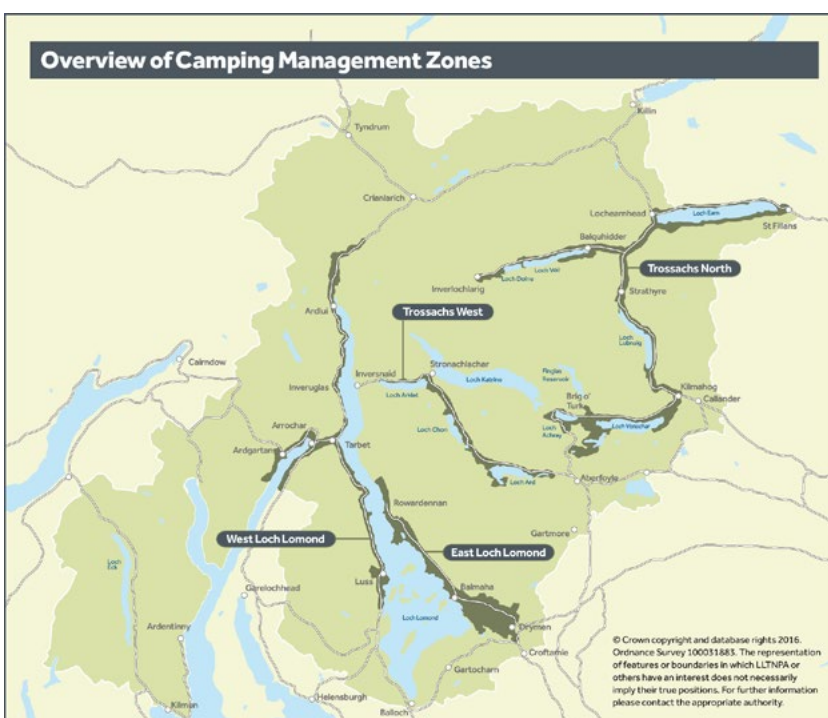 Overview of Camping Management Zones
Killin
Tyndrum
Crianlarich
Lochearnhead
Loch Earn
St Fillans
Balquhidder
Loch Voil
Loch Doine
Inverlochlarig
Trossachs North
Strathyre
Ardlui
Trossachs West
Loch Lubnaig
Cairndow
Inversnaid
Stronachlachar
Loch Katrine
Finglas
Reservoir
Inveruglas
Loch Arklet
Brig o'
Turk
Kilmahog
Callander
Arrochar
Loch Chon
Loch
Achray
Loch Venachar
Ardgartan
Tarbet
Loch Ard
Aberfoyle
Rowardennan
Gartmore
West Loch Lomond
East Loch Lomond
Loch
Eck
Garelochhead
Luss
Balmaha
Loch Lomond
Drymen
Ardentinny
Croftamie
Gartocharn
Kilmun
Helensburgh
Balloch
© Crown copyright and database rights 2016.
Ordnance Survey 100031883. The representation
of features or boundaries in which LLTNPA or
others have an interest does not necessarily
imply their true positions. For further information
please contact the appropriate authority.